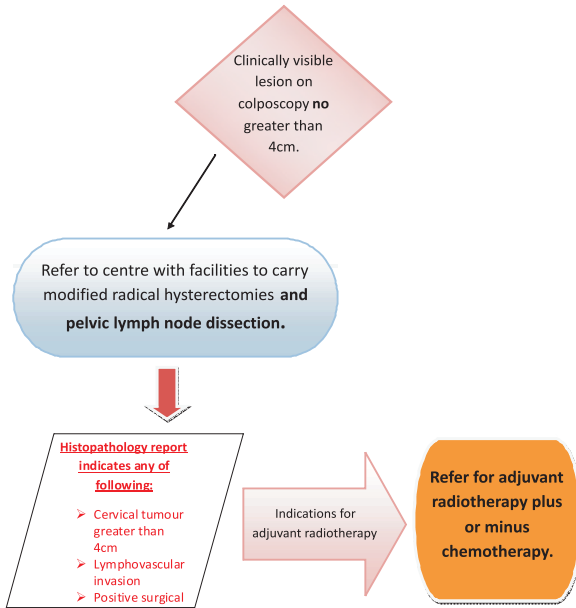 Clinically visible
lesion on
colposcopy no
greater than
4cm.
Refer to centre with facilities to carry
modified radical hysterectomies and
pelvic lymph node dissection.
Histopathology report
indicates any of
following:
Cervical tumour
greater than
4cm
Lymphovascular
invasion
Positive surgical
Indications for
adjuvant radiotherapy
Refer for adjuvant
radiotherapy plus
or minus
chemotherapy.